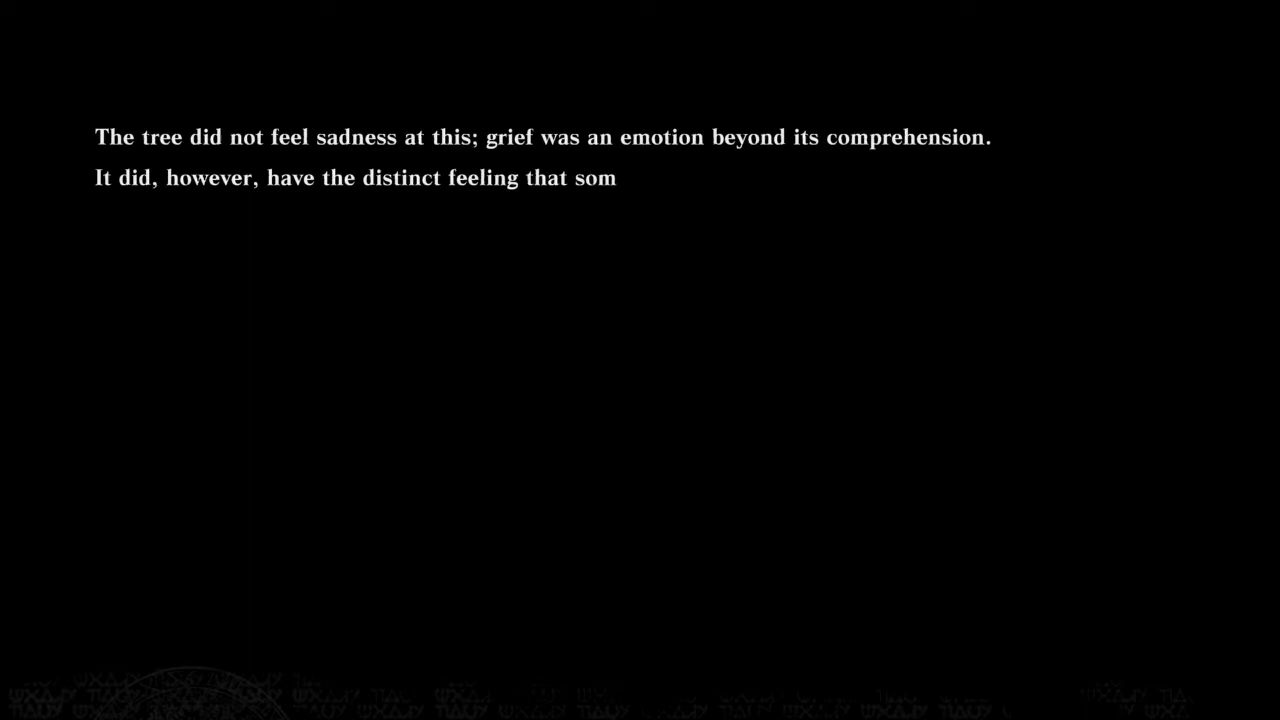 The tree did not feel sadness at this; grief was an emotion beyond its comprehension.
It did, however, have the distinct feeling that som